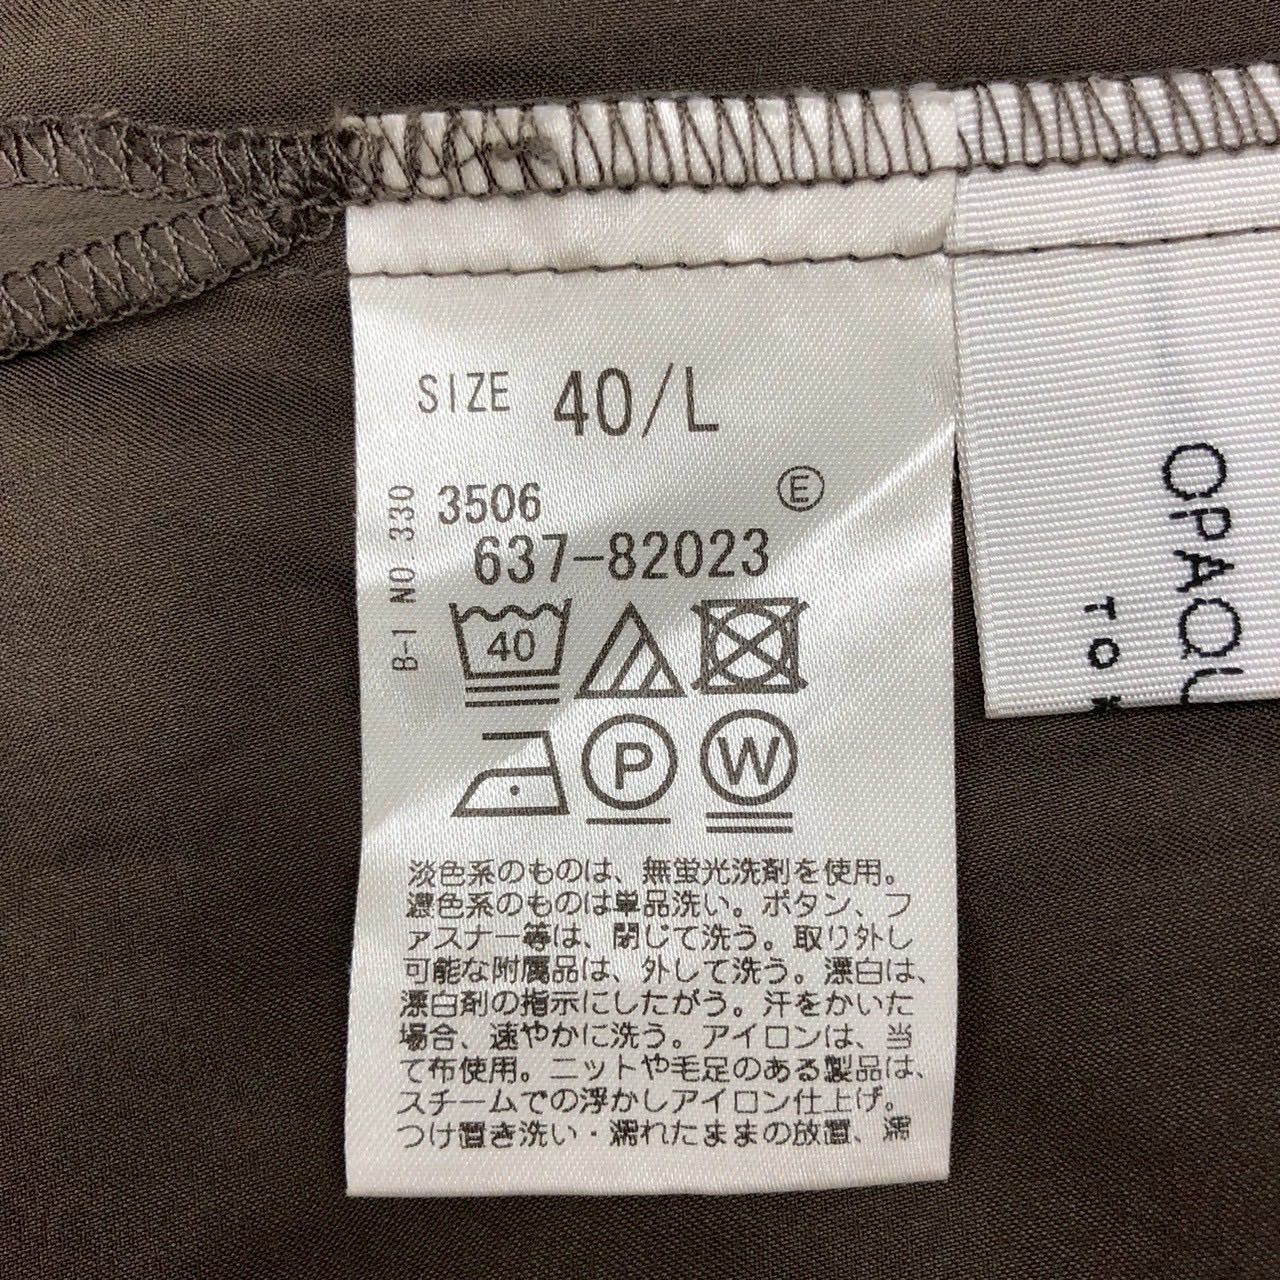 SIZE 40/L
3506
Ⓔ
637-82023
B-1 NO.330
40
P
W
淡色系のものは、無蛍光洗剤を使用。
濃色系のものは単品洗い。ボタン、フ
ァスナー等は、閉じて洗う。取り外し
可能な附属品は、外して洗う。漂白は、
漂白剤の指示にしたがう。汗をかいた
場合、速やかに洗う。アイロンは、当
て布使用。ニットや毛足のある製品は、
スチームでの浮かしアイロン仕上げ。
つけ置き洗い・濡れたままの放置、濡
OPAQU
TO